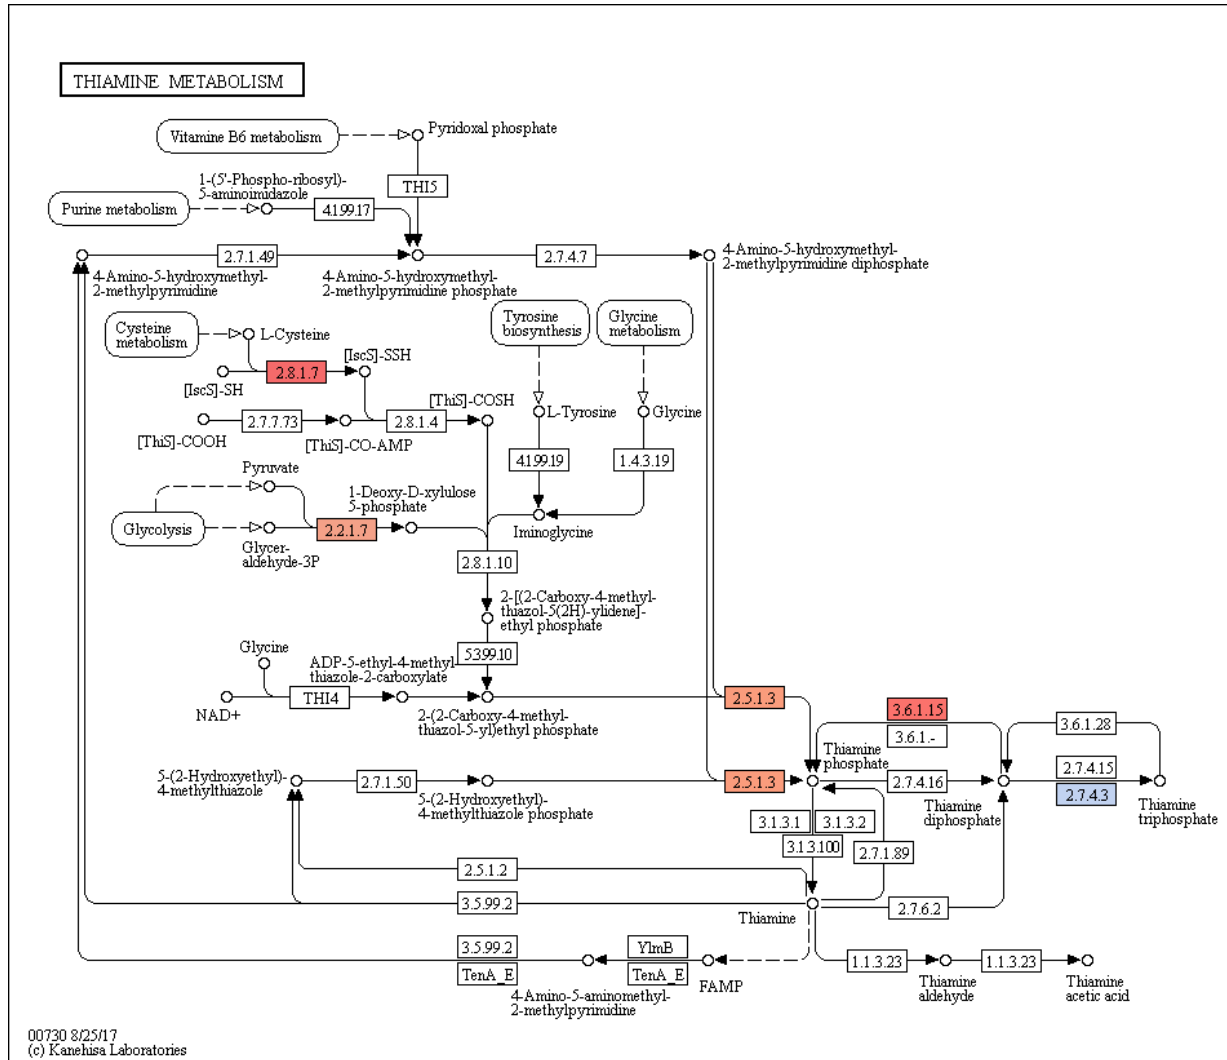 THIAMINE METABOLISM
Vitamine B6 metabolism
Pyridoxal phosphate
1-(5'-Phospho-ribosyl)-
5-aminoimidazole
THI5
Purine metabolism
4.1.99.17
2.7.1.49
2.7.4.7
4-Amino-5-hydroxymethyl-
2-methylpyrimidine diphosphate
4-Amino-5-hydroxymethyl-
2-methylpyrimidine
4-Amino-5-hydroxymethyl-
2-methylpyrimidine phosphate
Cysteine
metabolism
L-Cysteine
Tyrosine
biosynthesis
Glycine
metabolism
[IscS]-SSH
2.8.1.7
[IscS]-SH
[ThiS]-COSH
L-Tyrosine
Glycine
2.7.7.73
2.8.1.4
[ThiS]-COOH
[ThiS]-CO-AMP
4.1.99.19
1.4.3.19
Pyruvate
1-Deoxy-D-xylulose
5-phosphate
Glycolysis
2.2.1.7
Iminoglycine
Glycer-
aldehyde-3P
2.8.1.10
2-[(2-Carboxy-4-methyl-
thiazol-5(2H)-ylidene]-
ethyl phosphate
Glycine
5.3.99.10
ADP-5-ethyl-4-methyl
thiazole-2-carboxylate
THI4
NAD+
2-(2-Carboxy-4-methyl-
thiazol-5-yl)ethyl phosphate
2.5.1.3
3.6.1.15
3.6.1.-
3.6.1.28
Thiamine
phosphate
5-(2-Hydroxyethyl)-
4-methylthiazole
2.7.1.50
5-(2-Hydroxyethyl)-
4-methylthiazole phosphate
2.5.1.3
2.7.4.16
2.7.4.15
2.7.4.3
Thiamine
diphosphate
Thiamine
triphosphate
3.1.3.1
3.1.3.2
3.1.3.100
2.7.1.89
2.5.1.2
3.5.99.2
Thiamine
2.7.6.2
3.5.99.2
TenA_E
YlmB
TenA_E
FAMP
4-Amino-5-aminomethyl-
2-methylpyrimidine
1.1.3.23
Thiamine
aldehyde
1.1.3.23
Thiamine
acetic acid
00730 8/25/17
(c) Kanehisa Laboratories